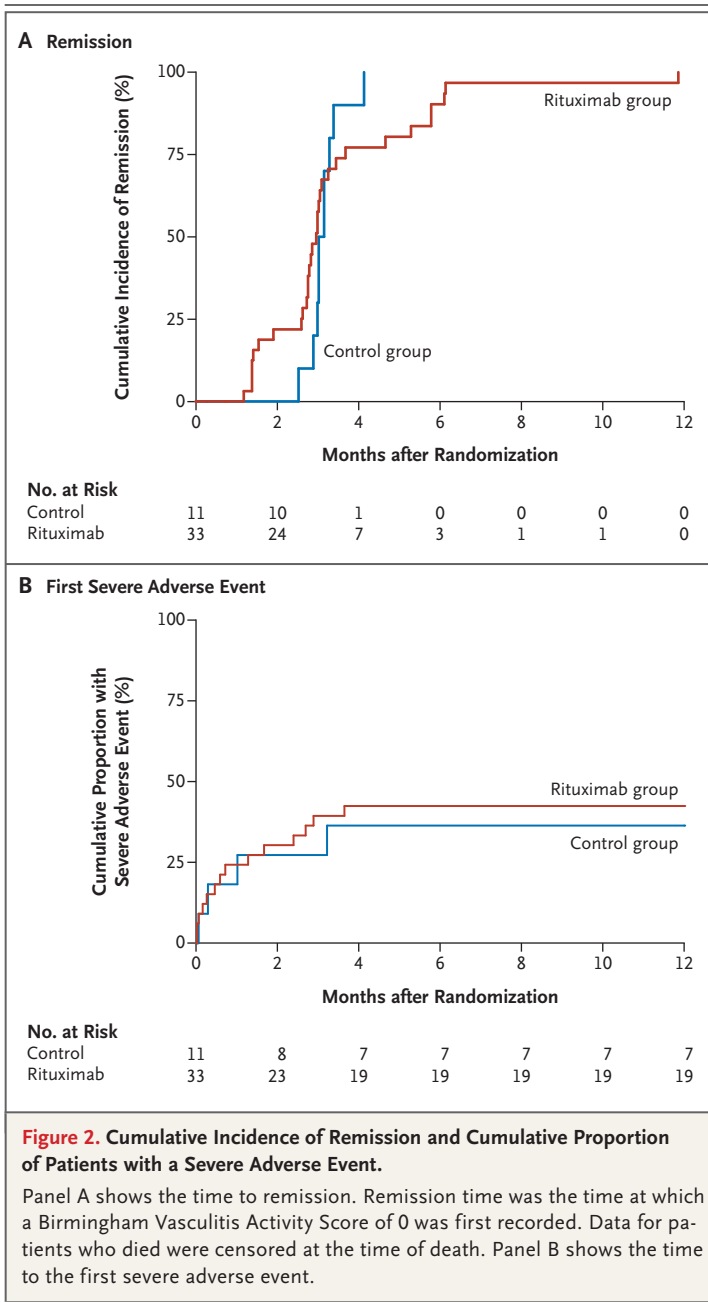 A Remission
100
75
50
25
0
Cumulative Incidence of Remission (%)
Rituximab group
Control group
0 2 4 6 8 10 12
Months after Randomization
No. at Risk
Control 11 10 1 0 0 0 0
Rituximab 33 24 7 3 1 1 0
B First Severe Adverse Event
100
75
50
25
0
Cumulative Proportion with
Severe Adverse Event (%)
Rituximab group
Control group
0 2 4 6 8 10 12
Months after Randomization
No. at Risk
Control 11 8 7 7 7 7 7
Rituximab 33 23 19 19 19 19 19
Figure 2. Cumulative Incidence of Remission and Cumulative Proportion
of Patients with a Severe Adverse Event.
Panel A shows the time to remission. Remission time was the time at which
a Birmingham Vasculitis Activity Score of 0 was first recorded. Data for pa-
tients who died were censored at the time of death. Panel B shows the time
to the first severe adverse event.